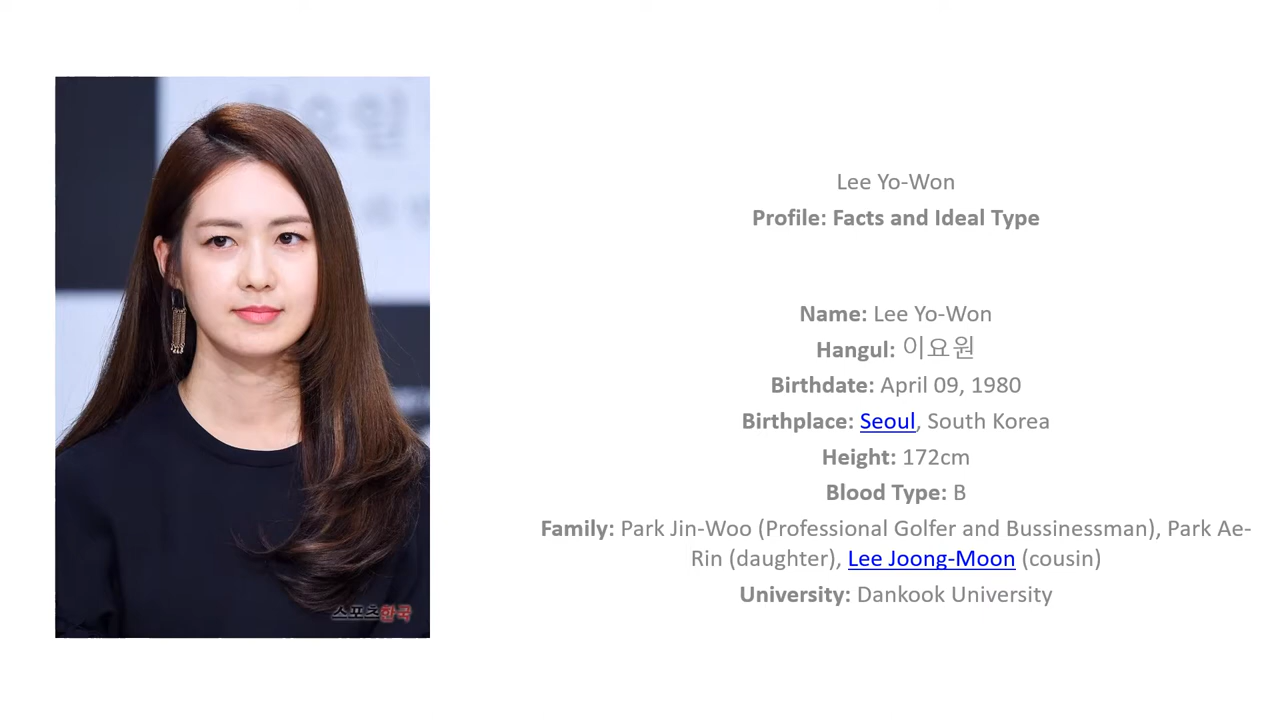 Lee Yo-Won
Profile: Facts and Ideal Type
Name: Lee Yo-Won
Hangul: 이요원
Birthdate: April 09, 1980
Birthplace: Seoul, South Korea
Height: 172cm
Blood Type: B
Family: Park Jin-Woo (Professional Golfer and Bussinessman), Park Ae-
Rin (daughter), Lee Joong-Moon (cousin)
University: Dankook University
스포츠한국